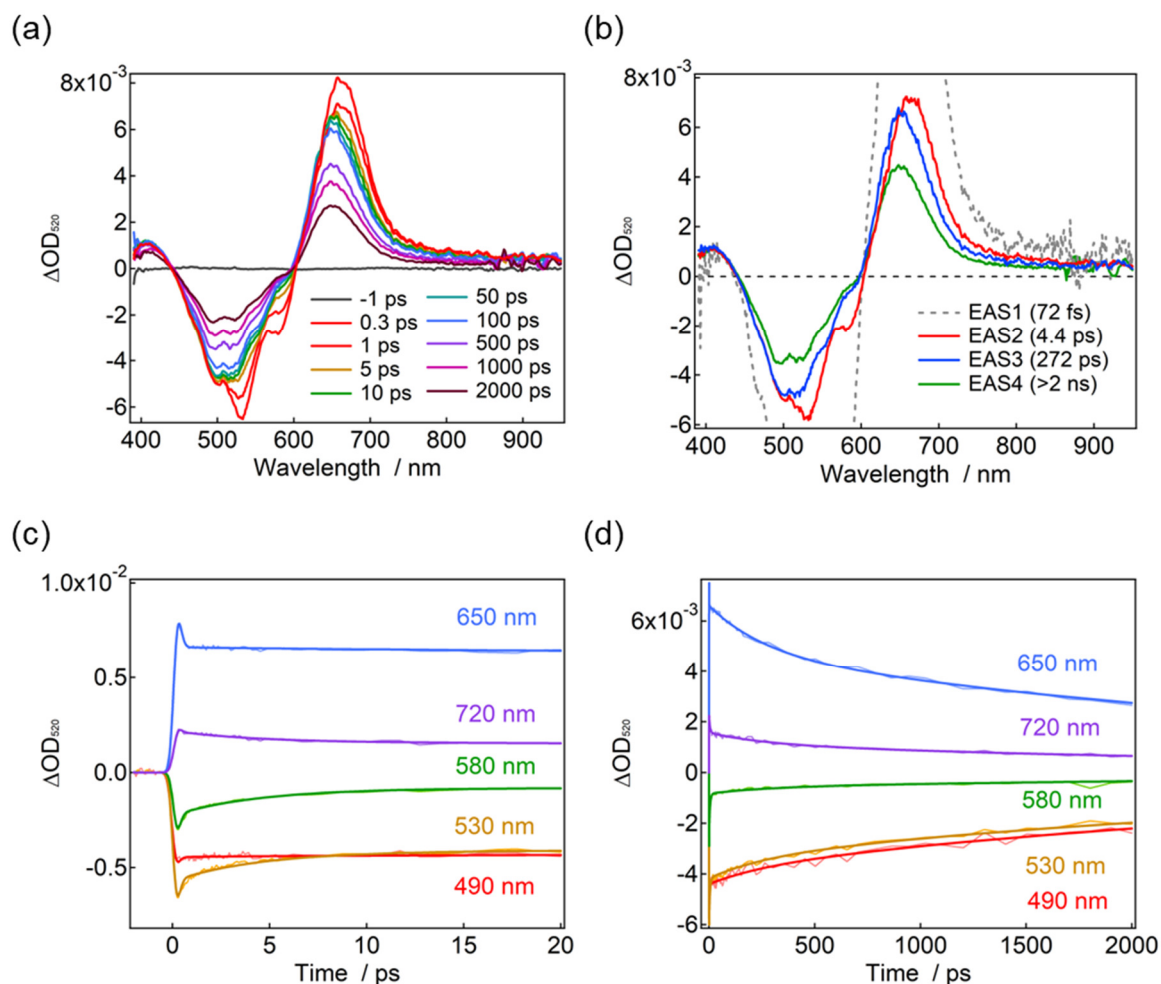 (a)
8x10-3
6
4
2
0
-2
-4
-6
ΔOD520
-1 ps
0.3 ps
1 ps
5 ps
10 ps
50 ps
100 ps
500 ps
1000 ps
2000 ps
400 500 600 700 800 900
Wavelength / nm
(b)
8x10-3
6
4
2
0
-2
-4
-6
ΔOD520
EAS1 (72 fs)
EAS2 (4.4 ps)
EAS3 (272 ps)
EAS4 (>2 ns)
400 500 600 700 800 900
Wavelength / nm
(c)
1.0x10-2
0.5
0.0
-0.5
ΔOD520
650 nm
720 nm
580 nm
530 nm
490 nm
0 5 10 15 20
Time / ps
(d)
6x10-3
4
2
0
-2
-4
-6
ΔOD520
650 nm
720 nm
580 nm
530 nm
490 nm
0 500 1000 1500 2000
Time / ps